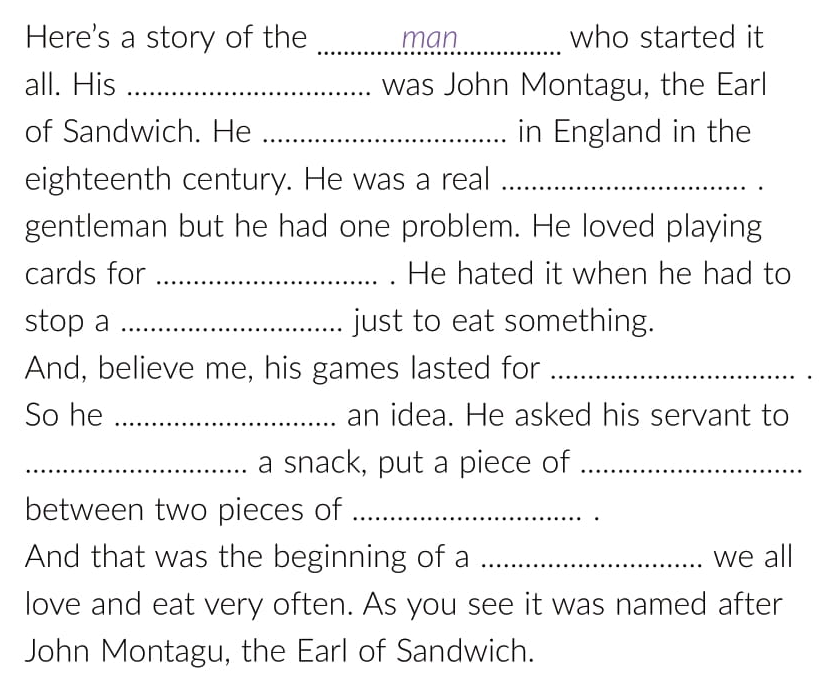 Here's a story of the ..........man.......... who started it
all. His ................................. was John Montagu, the Earl
of Sandwich. He ................................. in England in the
eighteenth century. He was a real ................................. .
gentleman but he had one problem. He loved playing
cards for .............................. . He hated it when he had to
stop a .............................. just to eat something.
And, believe me, his games lasted for ................................. .
So he .............................. an idea. He asked his servant to
.............................. a snack, put a piece of ..............................
between two pieces of ............................... .
And that was the beginning of a .............................. we all
love and eat very often. As you see it was named after
John Montagu, the Earl of Sandwich.